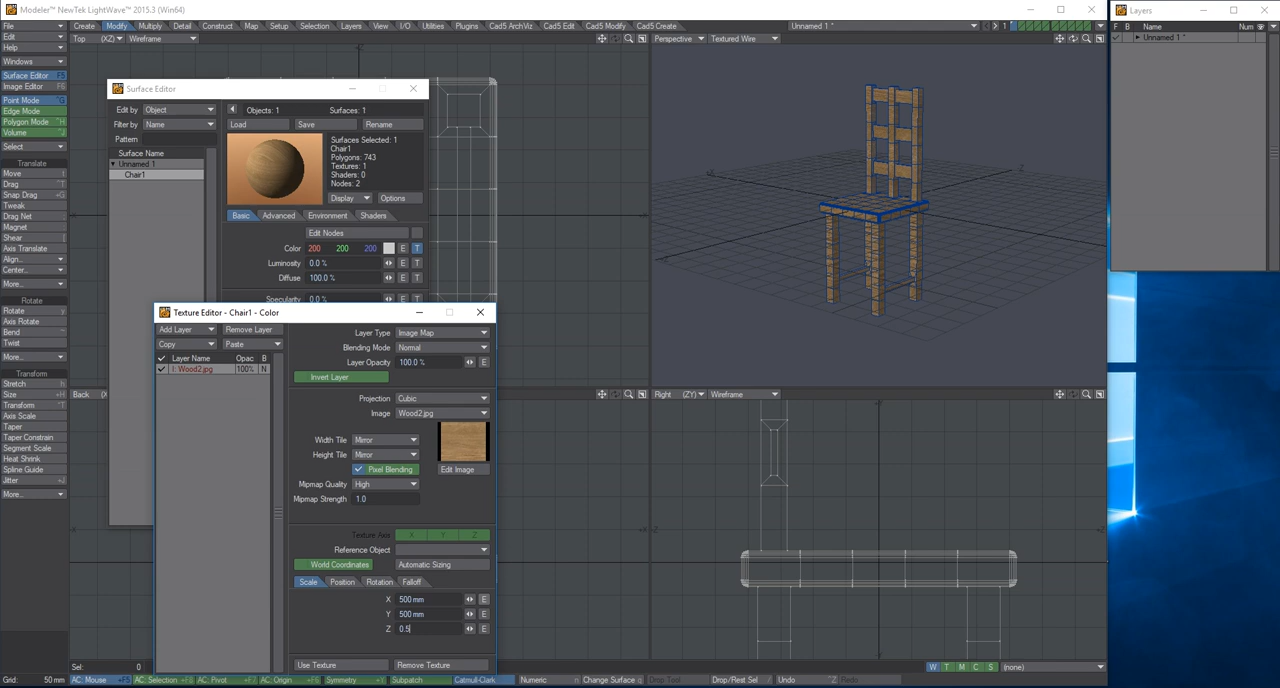 Modeler™ NewTek LightWave™ 2015.3 (Win64)
File
Edit
Help
Windows
Surface Editor F5
Image Editor F6
Point Mode ^G
Edge Mode
Polygon Mode ^H
Volume ^J
Select
Translate
Move t
Drag ^T
Snap Drag +G
Tweak
Drag Net
Magnet
Shear [
Axis Translate
Align...
Center...
More...
Rotate
Rotate y
Axis Rotate
Bend ~
Twist
More...
Transform
Stretch h
Size +H
Transform ^T
Axis Scale
Taper
Taper Constrain
Segment Scale
Heat Shrink
Spline Guide
Jitter +J
More...
Grid: 50 mm
Create Modify Multiply Detail Construct Map Setup Selection Layers View I/O Utilities Plugins Cad5 ArchViz Cad5 Edit Cad5 Modify Cad5 Create
Unnamed 1 *
1
Top (XZ) Wireframe
Perspective Textured Wire
Back
Right (ZY) Wireframe
X
Z
Surface Editor
Edit by Object
Filter by Name
Pattern
Surface Name
Unnamed 1
Chair1
Objects: 1 Surfaces: 1
Load Save Rename
Surfaces Selected: 1
Chair1
Polygons: 743
Textures: 1
Shaders: 0
Nodes: 2
Display Options
Basic Advanced Environment Shaders
Edit Nodes
Color 200 200 200 E T
Luminosity 0.0 % E T
Diffuse 100.0 % E T
Specularity 0.0 %
Texture Editor - Chair1 - Color
Add Layer Remove Layer
Copy Paste
Layer Name Opac B
I: Wood2.jpg 100% N
Layer Type Image Map
Blending Mode Normal
Layer Opacity 100.0 % E
Invert Layer
Projection Cubic
Image Wood2.jpg
Width Tile Mirror
Height Tile Mirror
Pixel Blending Edit Image
Mipmap Quality High
Mipmap Strength 1.0
Texture Axis X Y Z
Reference Object
World Coordinates Automatic Sizing
Scale Position Rotation Falloff
X 500 mm E
Y 500 mm E
Z 0.5 E
Use Texture Remove Texture
Sel: 0
W T M C S (none)
AC: Mouse +F5 AC: Selection +F8 AC: Pivot +F7 AC: Origin +F6 Symmetry +Y Subpatch Catmull-Clark Numeric n Change Surface q Drop Tool Drop/Rest Sel / Undo ^Z Redo
Layers
F B Name Num
Unnamed 1 *